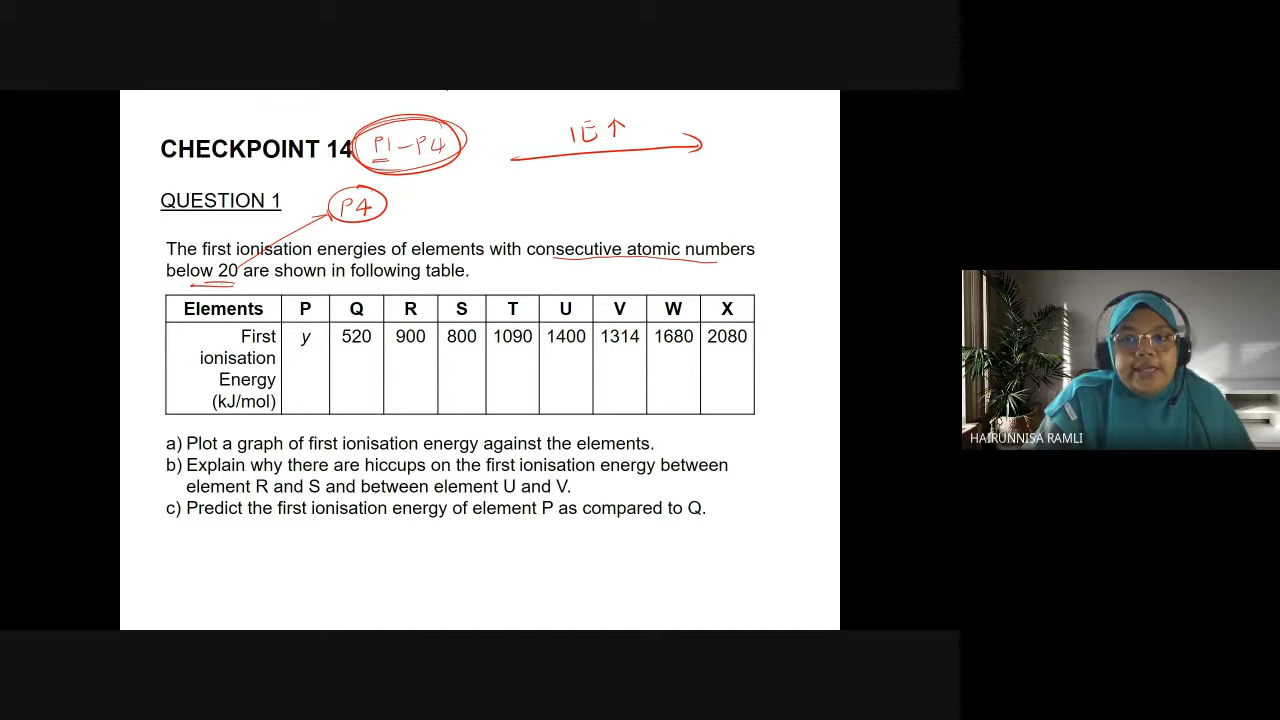 IE ↑
CHECKPOINT 14 P1 – P4
QUESTION 1 P4
The first ionisation energies of elements with consecutive atomic numbers
below 20 are shown in following table.
Elements P Q R S T U V W X
First ionisation Energy (kJ/mol) y 520 900 800 1090 1400 1314 1680 2080
a) Plot a graph of first ionisation energy against the elements.
b) Explain why there are hiccups on the first ionisation energy between
element R and S and between element U and V.
c) Predict the first ionisation energy of element P as compared to Q.
HAIRUNNISA RAMLI